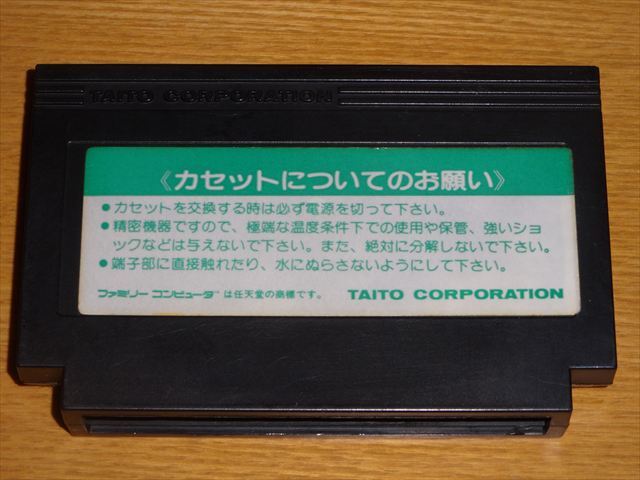 TAITO CORPORATION
《カセットについてのお願い》
●カセットを交換する時は必ず電源を切って下さい。
●精密機器ですので、極端な温度条件下での使用や保管、強いショ
ックなどは与えないで下さい。また、絶対に分解しないで下さい。
●端子部に直接触れたり、水にぬらさないようにして下さい。
ファミリー コンピュータ™は任天堂の商標です。 TAITO CORPORATION